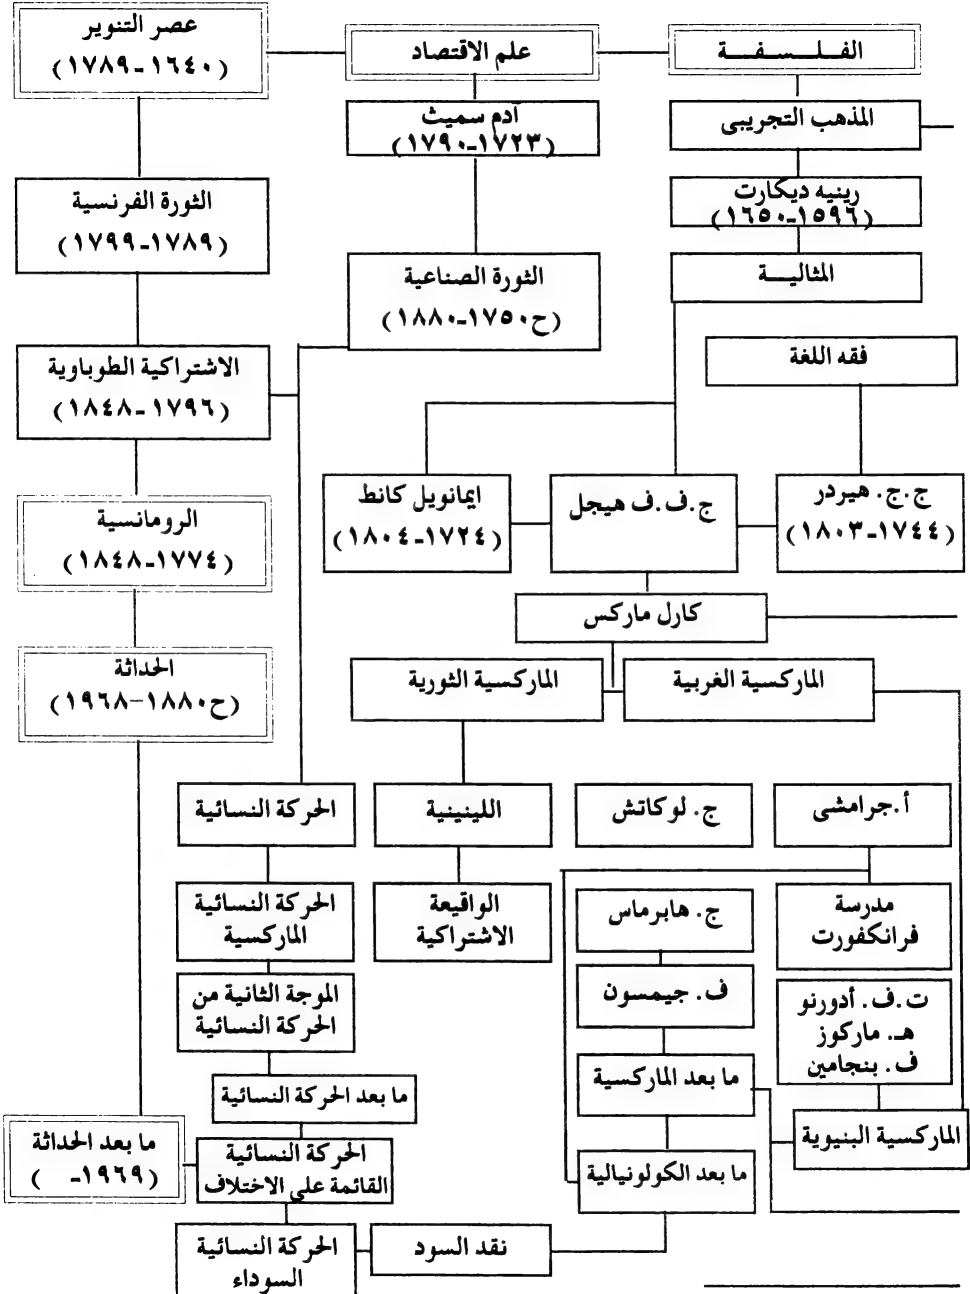 الفلسفة
علم الاقتصاد
عصر التنوير
(١٦٤٠-١٧٨٩)
المذهب التجريبى
آدم سميث
(١٧٢٣-١٧٩٠)
رينيه ديكارت
(١٥٩٦-١٦٥٠)
الثورة الفرنسية
(١٧٨٩-١٧٩٩)
المثالية
الثورة الصناعية
(ح١٧٥٠-١٨٨٠)
فقه اللغة
الاشتراكية الطوباوية
(١٧٩٦-١٨٤٨)
ج.ج. هيردر
(١٧٤٤-١٨٠٣)
ج.ف.ف هيجل
ايمانويل كانط
(١٧٢٤-١٨٠٤)
الرومانسية
(١٧٧٤-١٨٤٨)
كارل ماركس
الماركسية الغربية
الماركسية الثورية
الحداثة
(ح١٨٨٠-١٩٦٨)
أ.جرامشى
ج. لوكاتش
اللينينية
الحركة النسائية
مدرسة
فرانكفورت
ج. هابرماس
الواقيعة
الاشتراكية
الحركة النسائية
الماركسية
ت.ف. أدورنو
هـ. ماركوز
ف. بنجامين
ف. جيمسون
الموجة الثانية من
الحركة النسائية
ما بعد الماركسية
ما بعد الحركة النسائية
الماركسية البنيوية
ما بعد الكولونيالية
الحركة النسائية
القائمة على الاختلاف
ما بعد الحداثة
(١٩٦٩- )
نقد السود
الحركة النسائية
السوداء